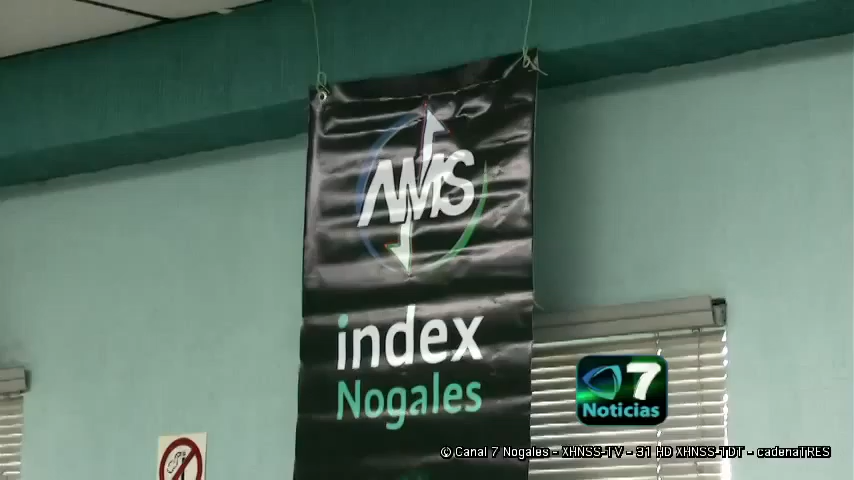 AMS
index
Nogales
7
Noticias
© Canal 7 Nogales - XHNSS-TV - 31 HD XHNSS-TDT - cadenaTRES